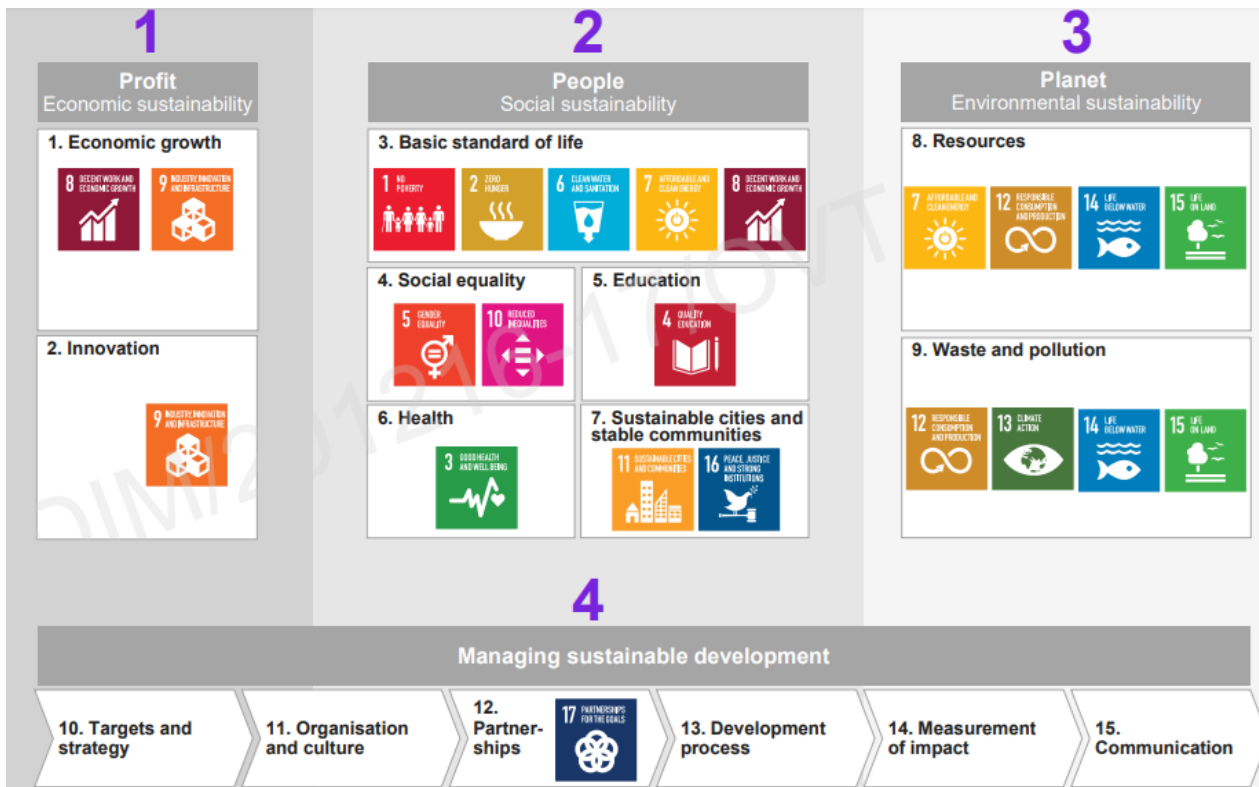 1
2
3
Profit
Economic sustainability
People
Social sustainability
Planet
Environmental sustainability
1. Economic growth
8 DECENT WORK AND
ECONOMIC GROWTH
9 INDUSTRY, INNOVATION
AND INFRASTRUCTURE
2. Innovation
9 INDUSTRY, INNOVATION
AND INFRASTRUCTURE
3. Basic standard of life
1 NO
POVERTY
2 ZERO
HUNGER
6 CLEAN WATER
AND SANITATION
7 AFFORDABLE AND
CLEAN ENERGY
8 DECENT WORK AND
ECONOMIC GROWTH
4. Social equality
5 GENDER
EQUALITY
10 REDUCED
INEQUALITIES
5. Education
4 QUALITY
EDUCATION
6. Health
3 GOOD HEALTH
AND WELL BEING
7. Sustainable cities and
stable communities
11 SUSTAINABLE CITIES
AND COMMUNITIES
16 PEACE, JUSTICE
AND STRONG
INSTITUTIONS
8. Resources
7 AFFORDABLE AND
CLEAN ENERGY
12 RESPONSIBLE
CONSUMPTION
AND PRODUCTION
14 LIFE
BELOW WATER
15 LIFE
ON LAND
9. Waste and pollution
12 RESPONSIBLE
CONSUMPTION
AND PRODUCTION
13 CLIMATE
ACTION
14 LIFE
BELOW WATER
15 LIFE
ON LAND
4
Managing sustainable development
10. Targets and
strategy
11. Organisation
and culture
12.
Partner-
ships
17 PARTNERSHIPS
FOR THE GOALS
13. Development
process
14. Measurement
of impact
15.
Communication